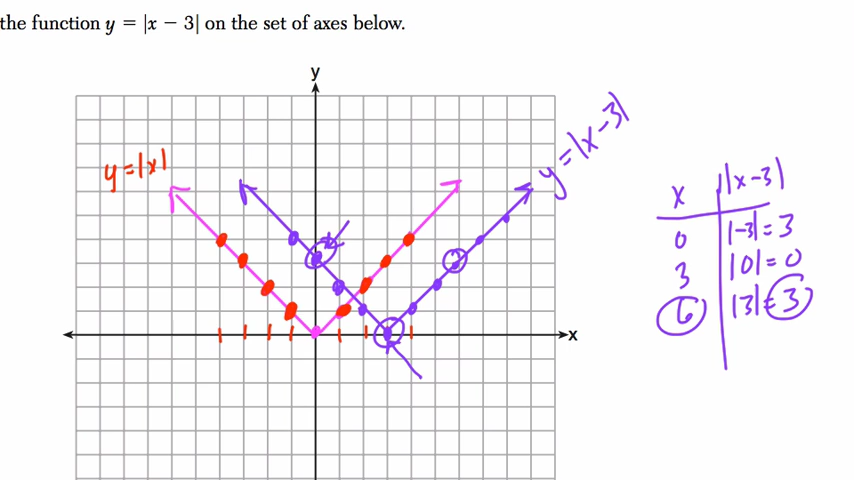 the function y = |x − 3| on the set of axes below.
y
y=|x|
y=|x-3|
x
x |x-3|
0 |-3|=3
3 |0|=0
6 |3|=3